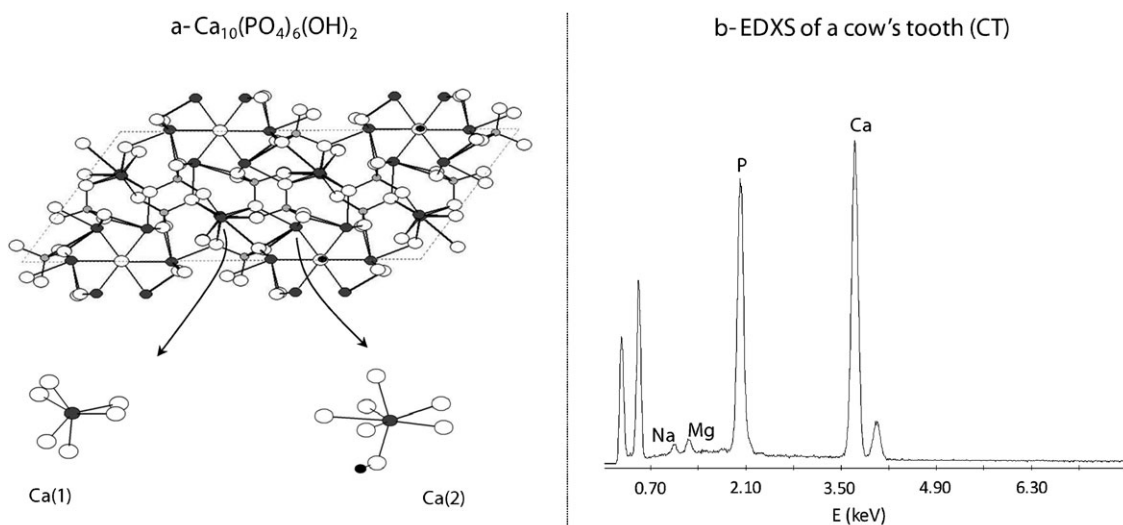 a- Ca₁₀(PO₄)₆(OH)₂
b- EDXS of a cow's tooth (CT)
Ca(1)
Ca(2)
Ca
P
Na
Mg
0.70 2.10 3.50 4.90 6.30
E (keV)